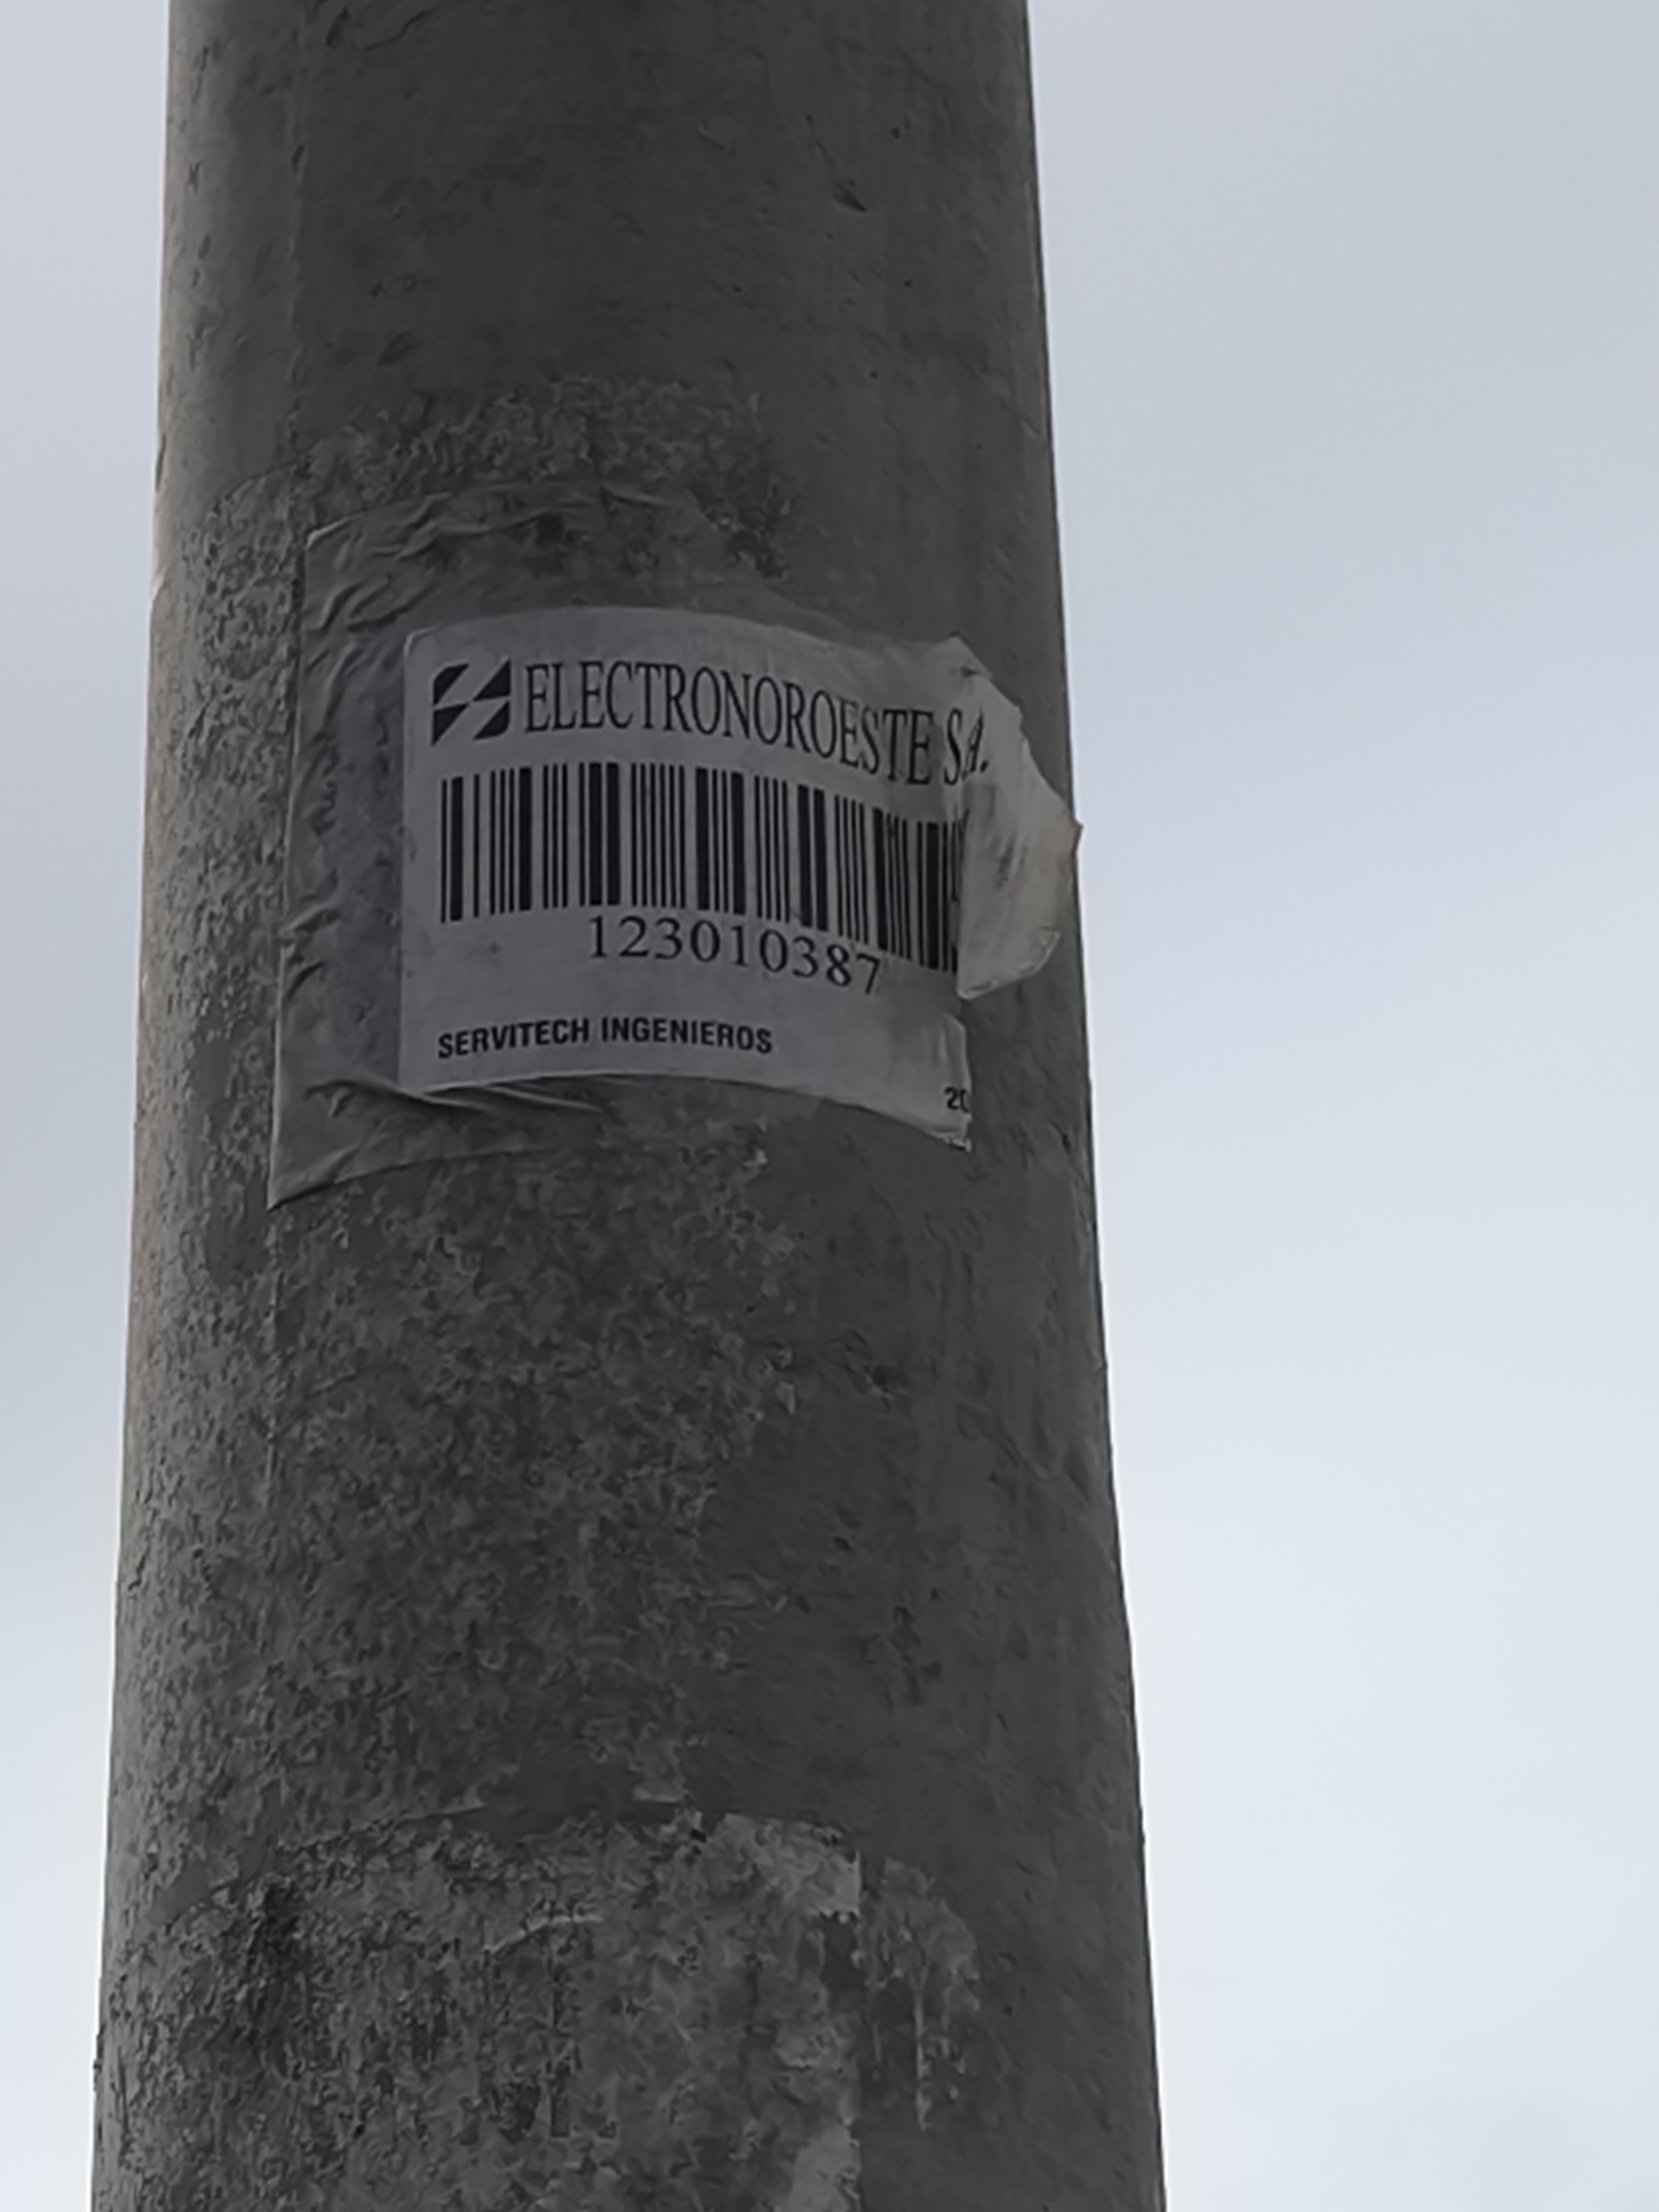 ELECTRONOROESTE S.A.
123010387
SERVITECH INGENIEROS